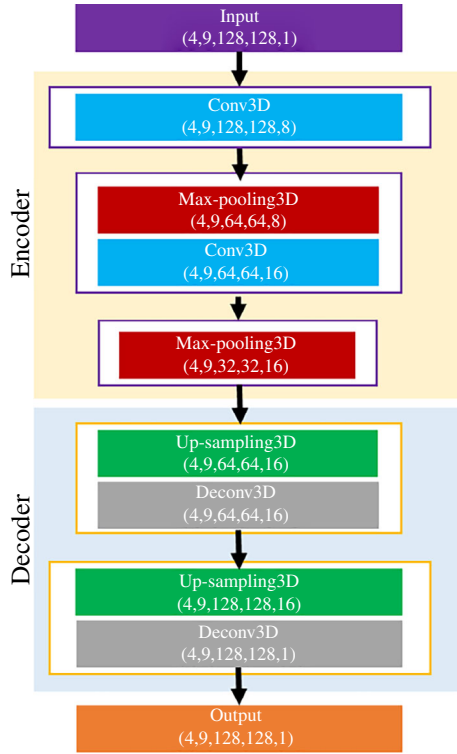 Input
(4,9,128,128,1)
Encoder
Conv3D
(4,9,128,128,8)
Max-pooling3D
(4,9,64,64,8)
Conv3D
(4,9,64,64,16)
Max-pooling3D
(4,9,32,32,16)
Decoder
Up-sampling3D
(4,9,64,64,16)
Deconv3D
(4,9,64,64,16)
Up-sampling3D
(4,9,128,128,16)
Deconv3D
(4,9,128,128,1)
Output
(4,9,128,128,1)